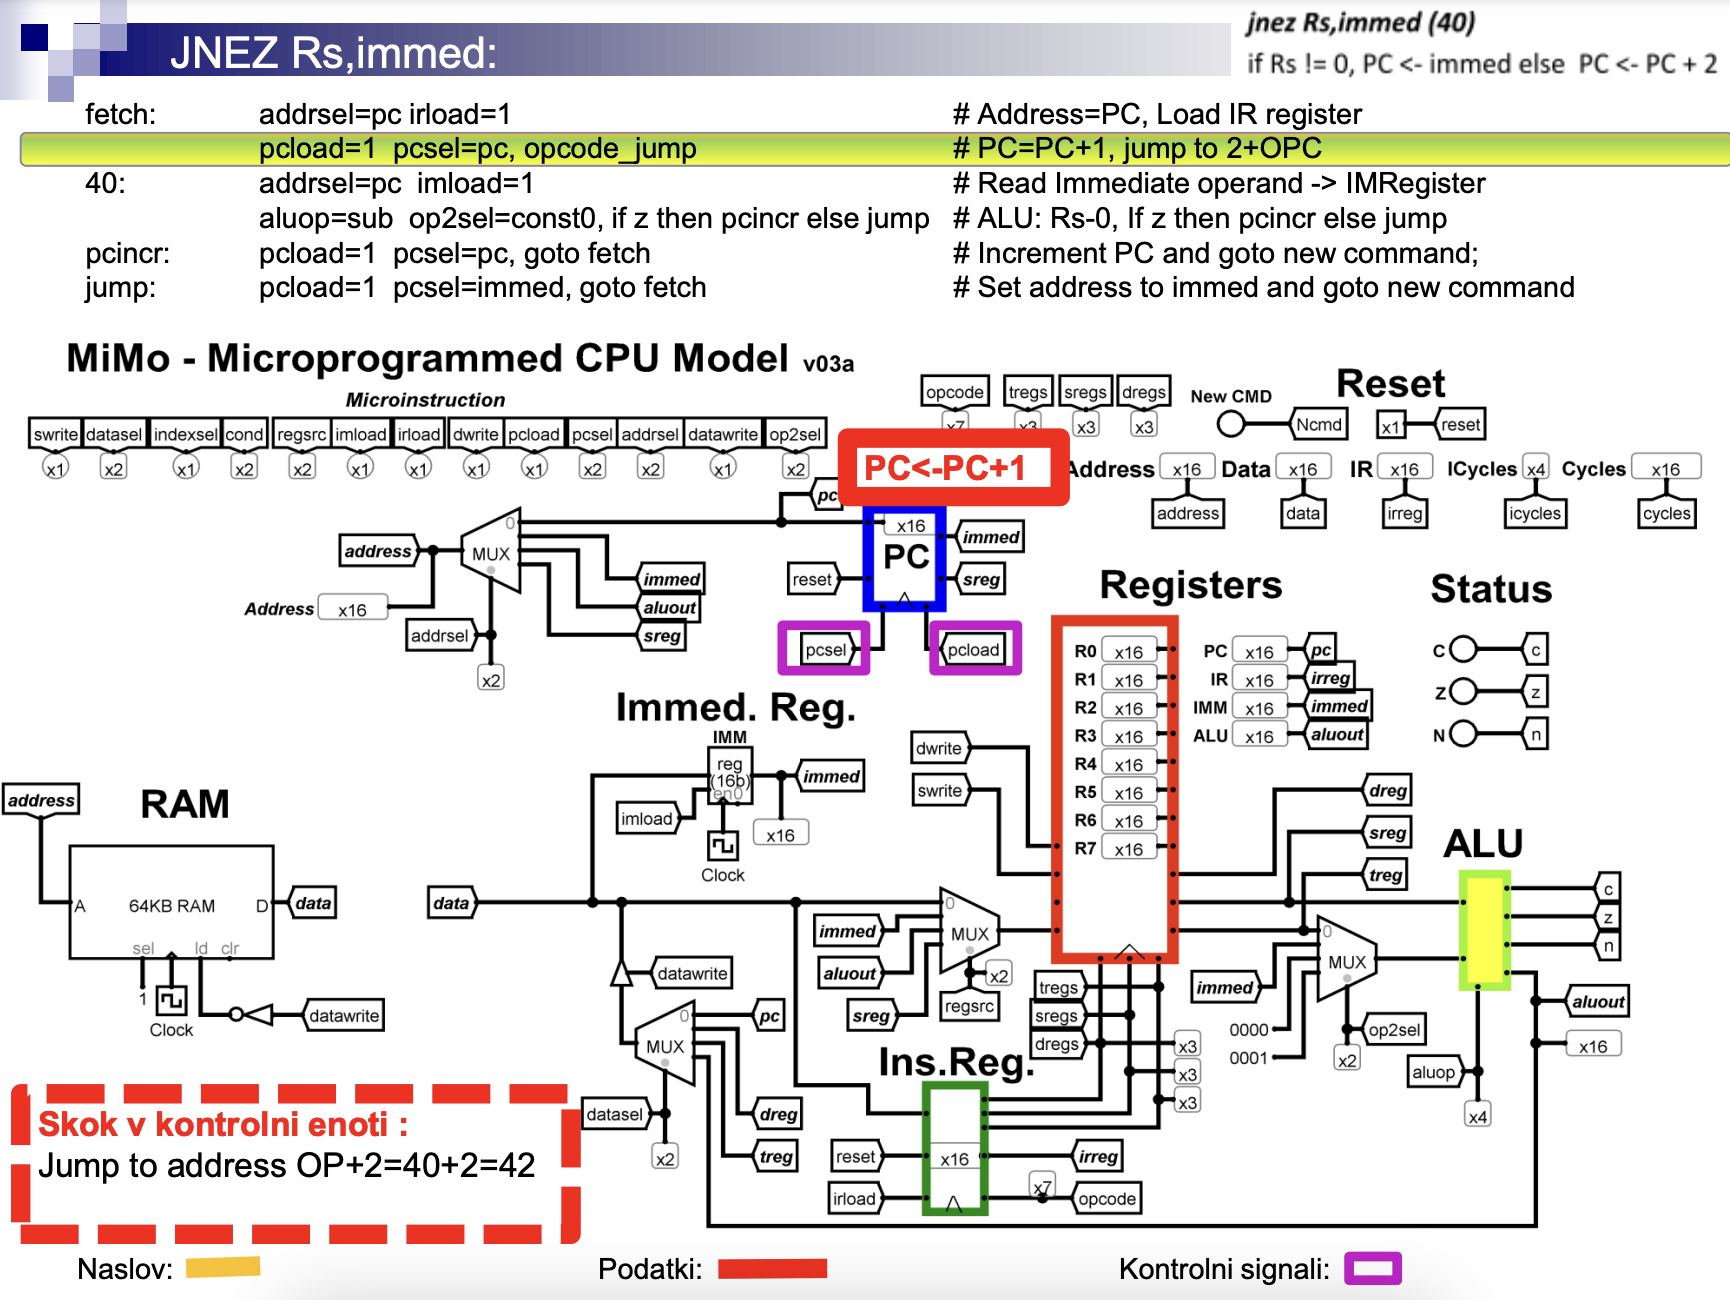 JNEZ Rs,immed:
jnez Rs,immed (40)
if Rs != 0, PC <- immed else PC <- PC + 2
fetch: addrsel=pc irload=1 # Address=PC, Load IR register
pcload=1 pcsel=pc, opcode_jump # PC=PC+1, jump to 2+OPC
40: addrsel=pc imload=1 # Read Immediate operand -> IMRegister
aluop=sub op2sel=const0, if z then pcincr else jump # ALU: Rs-0, If z then pcincr else jump
pcincr: pcload=1 pcsel=pc, goto fetch # Increment PC and goto new command;
jump: pcload=1 pcsel=immed, goto fetch # Set address to immed and goto new command
MiMo - Microprogrammed CPU Model v03a
Microinstruction
swrite datasel indexsel cond regsrc imload irload dwrite pcload pcsel addrsel datawrite op2sel
x1 x2 x1 x2 x2 x1 x1 x1 x1 x2 x2 x1 x2
opcode tregs sregs dregs
x7 x3 x3 x3
New CMD
Ncmd
Reset
x1 reset
PC<-PC+1
Address x16 Data x16 IR x16 ICycles x4 Cycles x16
address data irreg icycles cycles
pc
0
MUX
address
Address x16
addrsel
x2
immed
aluout
sreg
x16
PC
immed
reset
sreg
pcsel
pcload
Registers
R0 x16
R1 x16
R2 x16
R3 x16
R4 x16
R5 x16
R6 x16
R7 x16
PC x16 pc
IR x16 irreg
IMM x16 immed
ALU x16 aluout
Status
C c
Z z
N n
Immed. Reg.
IMM
reg
(16b)
en0
immed
imload
x16
Clock
dwrite
swrite
address
RAM
A 64KB RAM D
data
sel ld clr
1
Clock
datawrite
data
datawrite
0
MUX
pc
dreg
treg
datasel
x2
0
MUX
immed
aluout
sreg
x2
regsrc
tregs
sregs
dregs
x3
x3
x3
Ins.Reg.
reset
x16
irreg
irload
x7
opcode
dreg
sreg
treg
ALU
0
MUX
immed
0000
0001
op2sel
x2
c
z
n
aluout
x16
aluop
x4
Skok v kontrolni enoti :
Jump to address OP+2=40+2=42
Naslov: Podatki: Kontrolni signali: